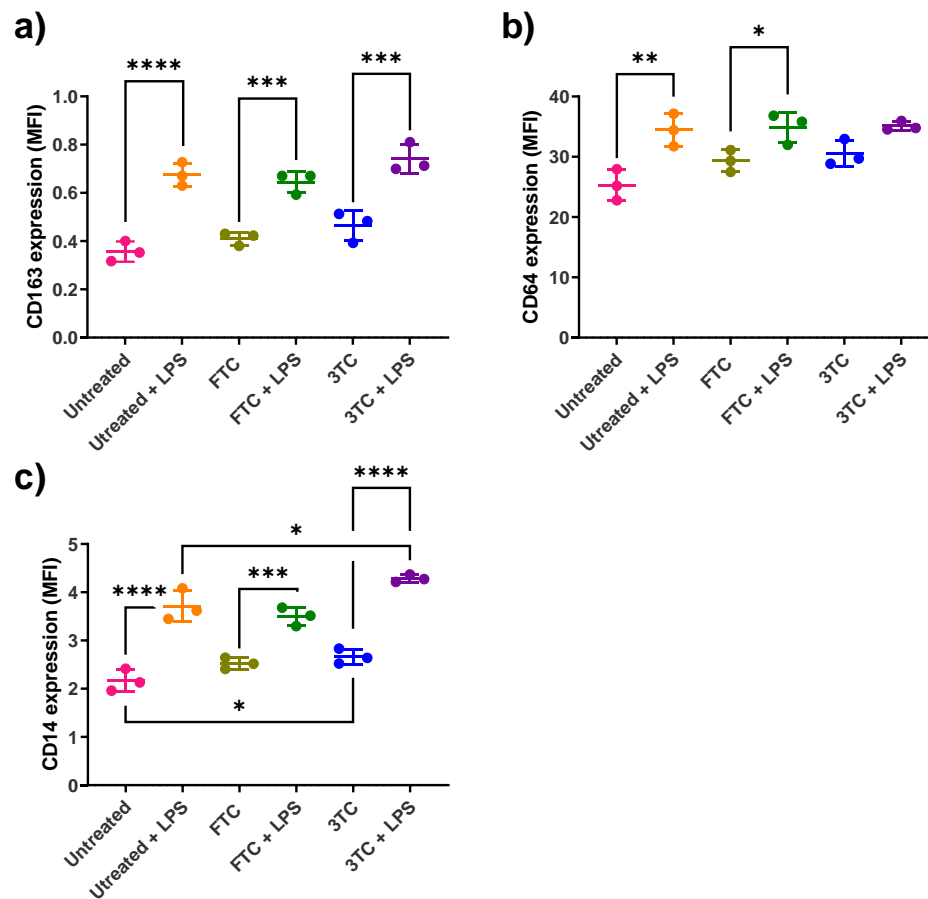 a)
****
***
***
CD163 expression (MFI)
1.0
0.8
0.6
0.4
0.2
0.0
Untreated
Utreated + LPS
FTC
FTC + LPS
3TC
3TC + LPS
b)
**
*
CD64 expression (MFI)
40
30
20
10
0
Untreated
Utreated + LPS
FTC
FTC + LPS
3TC
3TC + LPS
c)
****
*
****
***
*
CD14 expression (MFI)
5
4
3
2
1
0
Untreated
Utreated + LPS
FTC
FTC + LPS
3TC
3TC + LPS